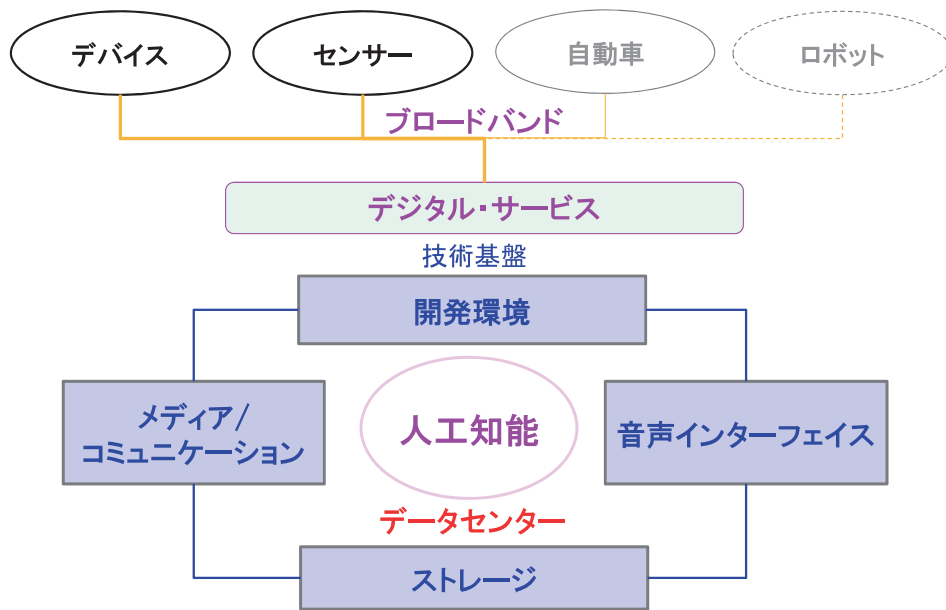 デバイス
センサー
自動車
ロボット
ブロードバンド
デジタル・サービス
技術基盤
開発環境
メディア/
コミュニケーション
人工知能
音声インターフェイス
データセンター
ストレージ